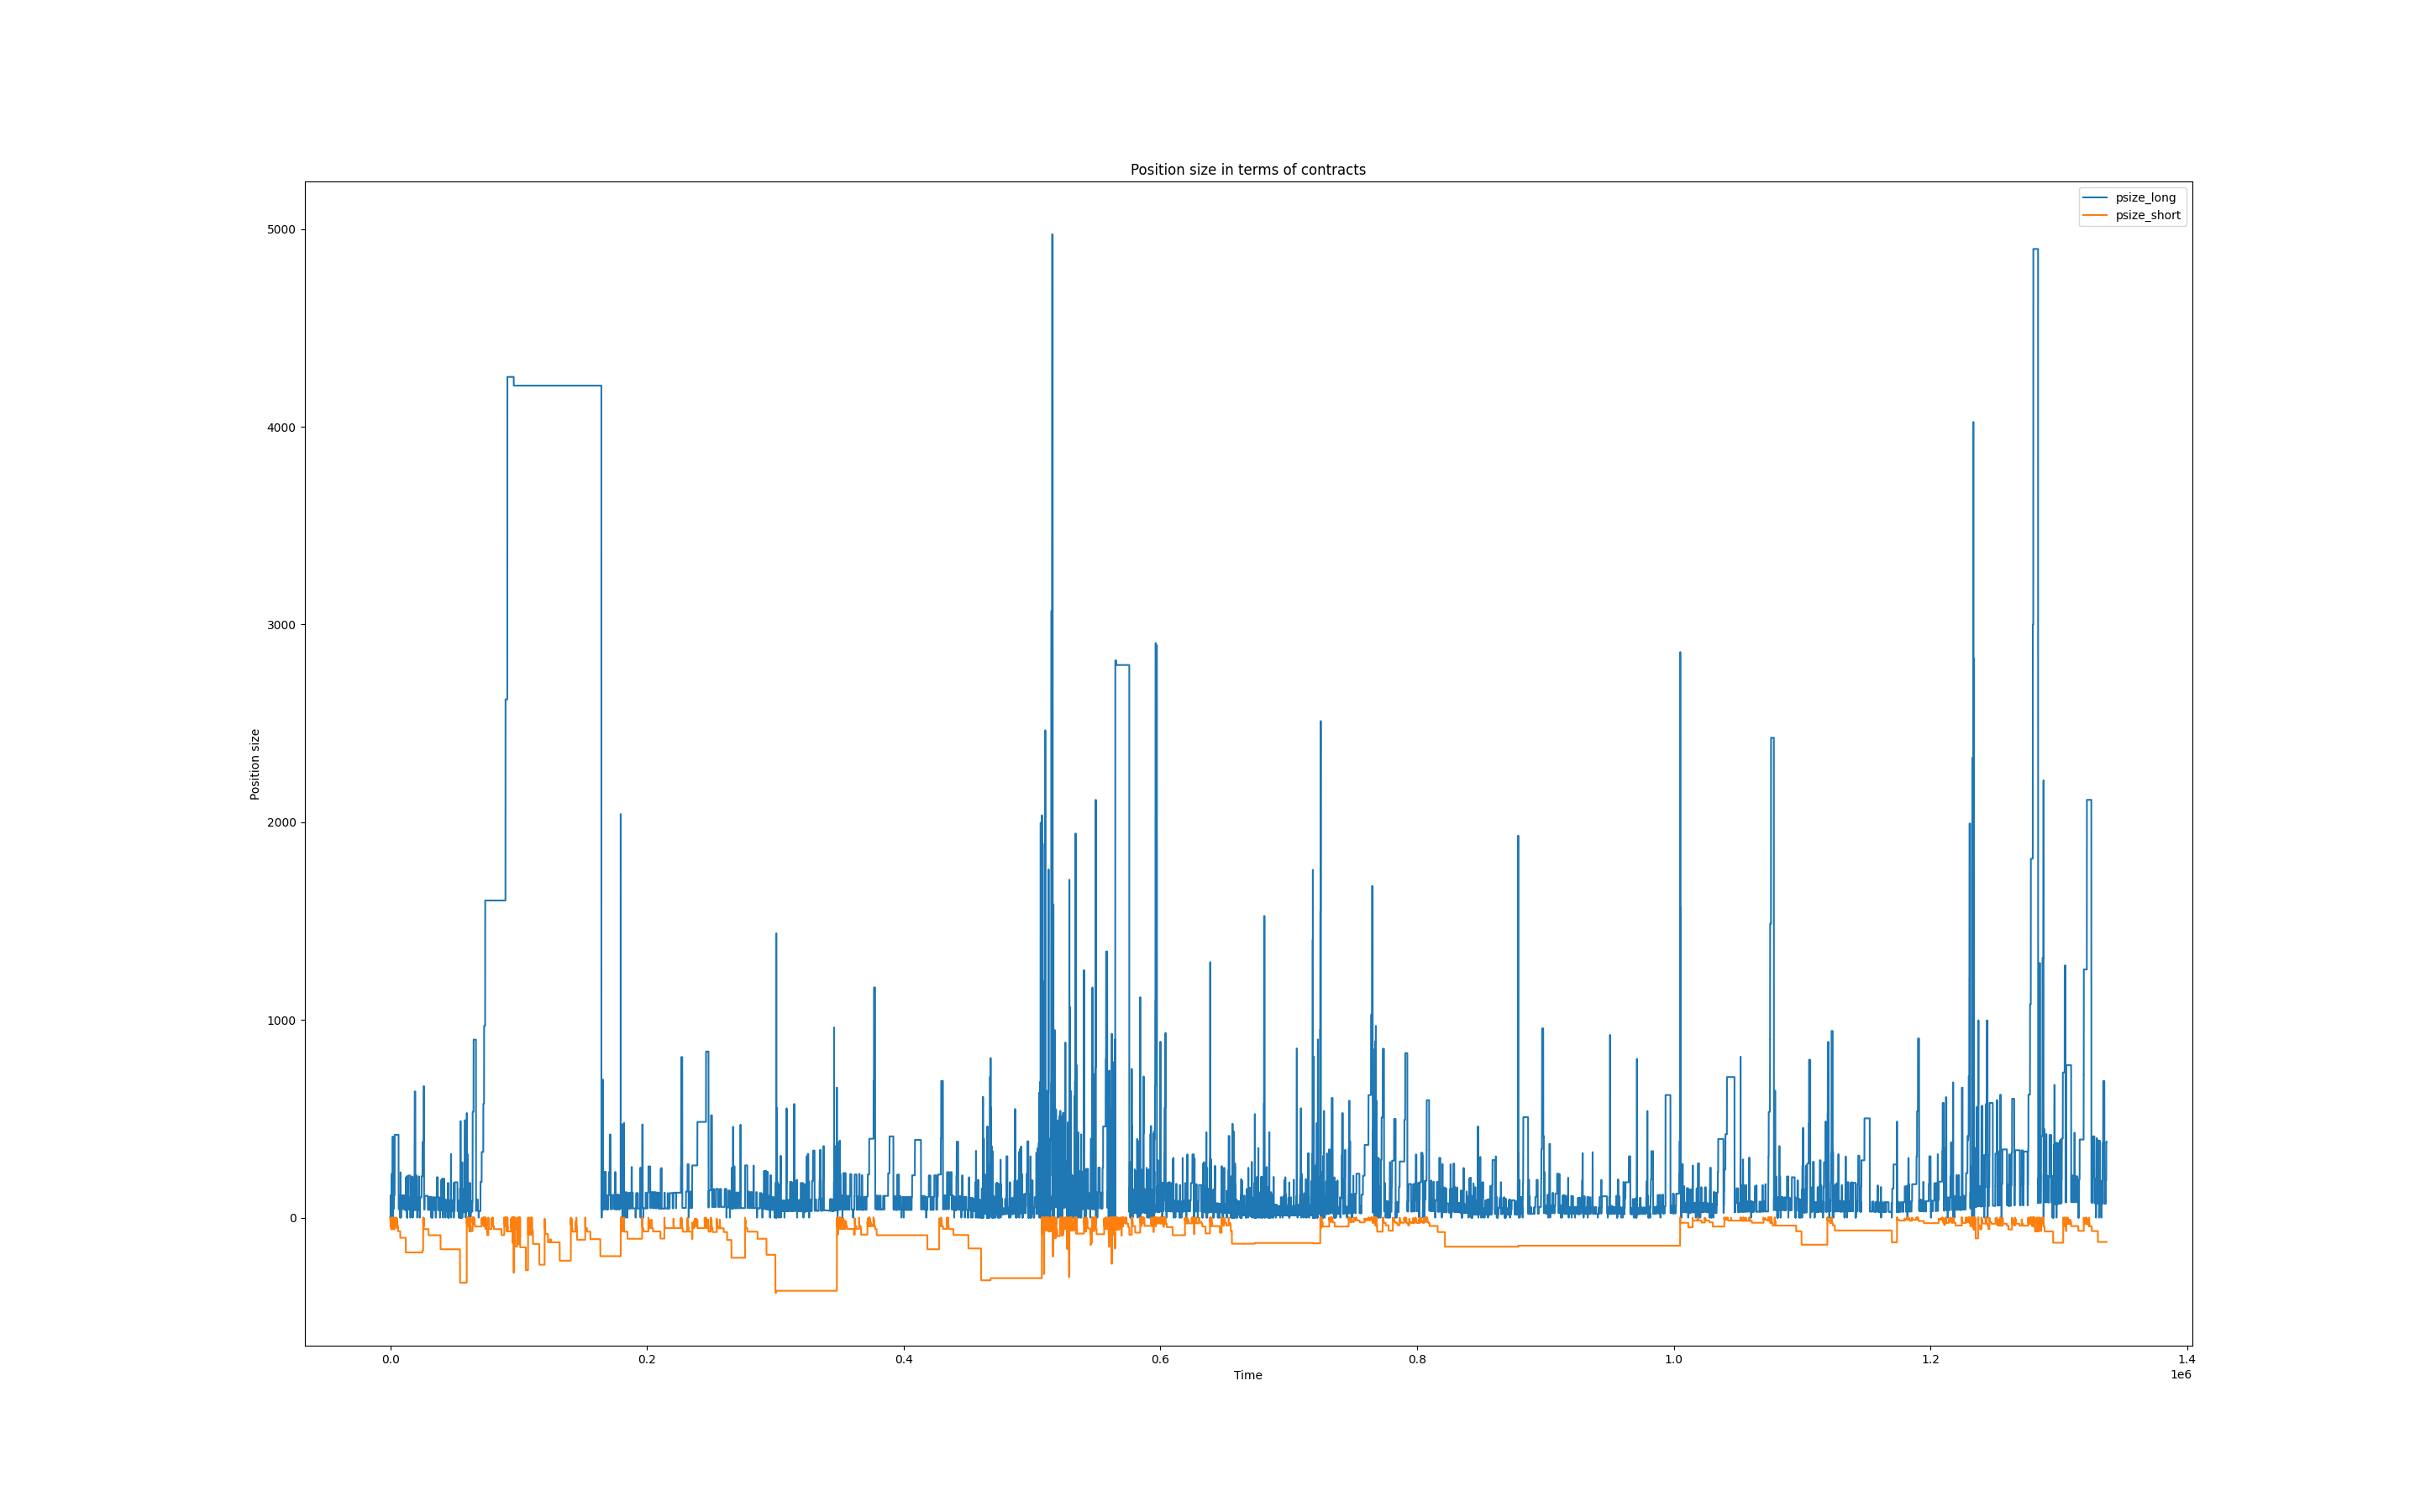 Position size in terms of contracts
psize_long
psize_short
5000
4000
3000
2000
1000
0
Position size
0.0 0.2 0.4 0.6 0.8 1.0 1.2 1.4
Time
1e6